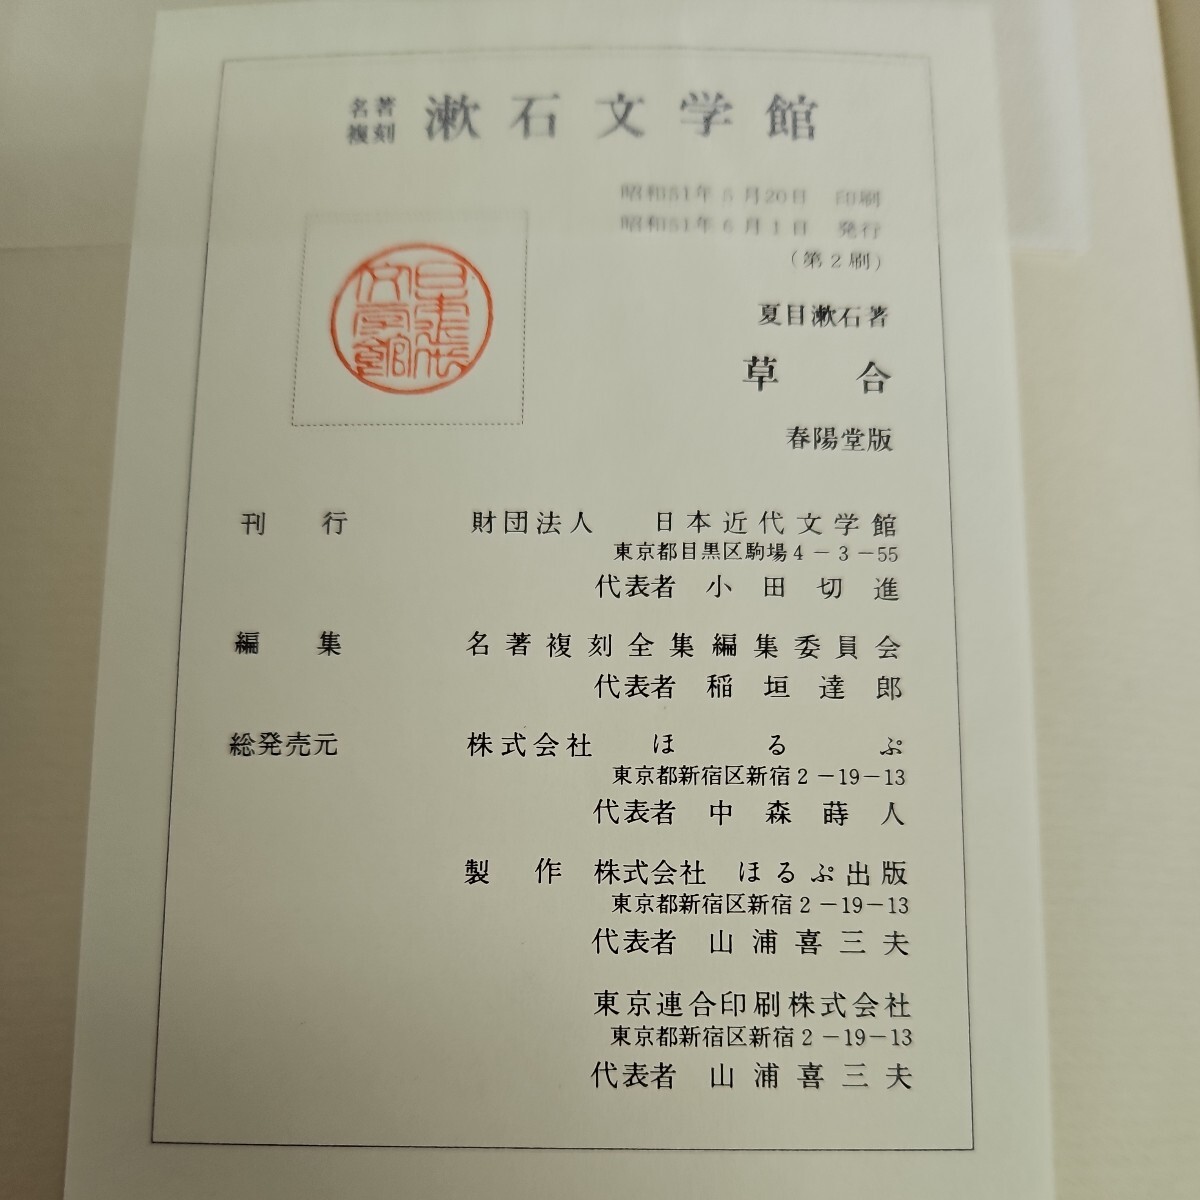 名著複刻 漱石文学館
昭和51年5月20日 印刷
昭和51年6月1日 発行
(第2刷)
夏目漱石著
草合
春陽堂版
日本近代文学館
刊行 財団法人 日本近代文学館
東京都目黒区駒場4-3-55
代表者 小田切進
編集 名著複刻全集編集委員会
代表者 稲垣達郎
総発売元 株式会社 ほるぷ
東京都新宿区新宿2-19-13
代表者 中森蒔人
製作 株式会社 ほるぷ出版
東京都新宿区新宿2-19-13
代表者 山浦喜三夫
東京連合印刷株式会社
東京都新宿区新宿2-19-13
代表者 山浦喜三夫